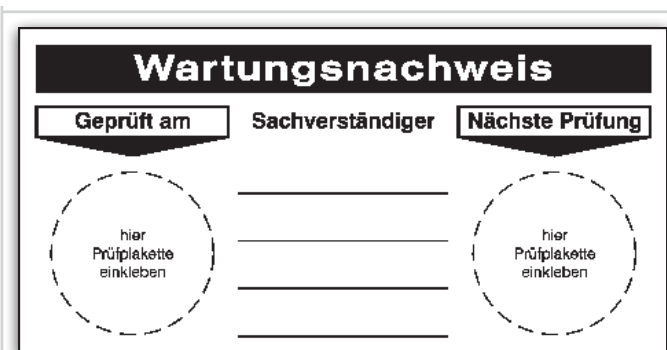 Wartungsnachweis
Geprüft am
Sachverständiger
Nächste Prüfung
hier
Prüfplakette
einkleben
hier
Prüfplakette
einkleben